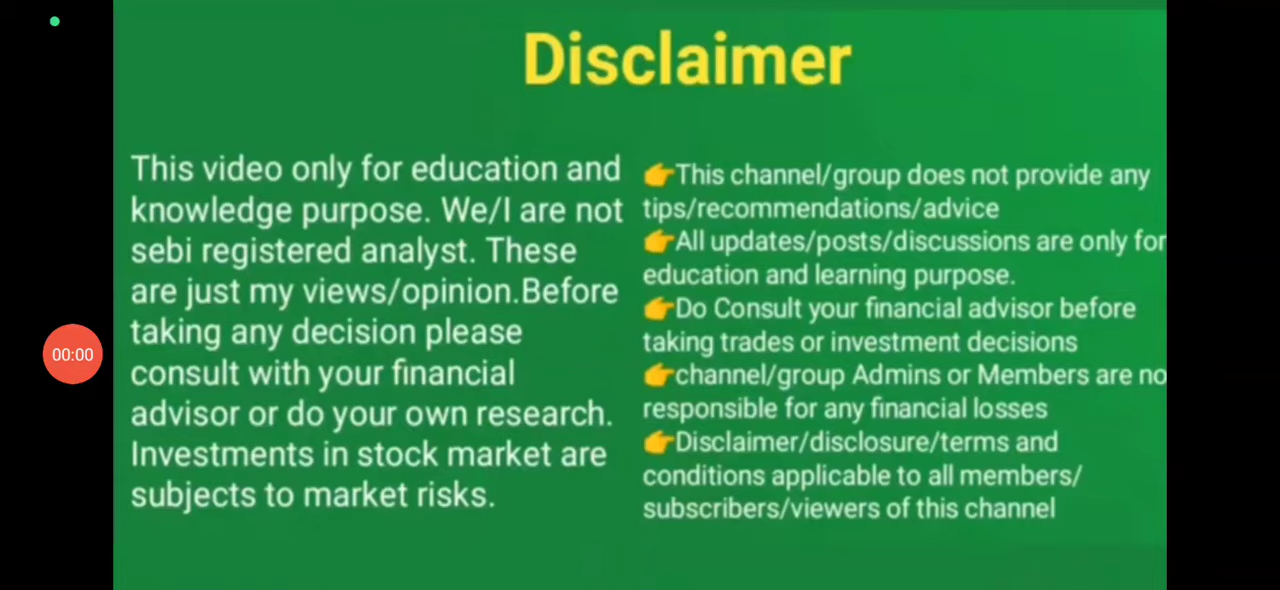 Disclaimer
This video only for education and
knowledge purpose. We/I are not
sebi registered analyst. These
are just my views/opinion.Before
taking any decision please
consult with your financial
advisor or do your own research.
Investments in stock market are
subjects to market risks.
👉This channel/group does not provide any
tips/recommendations/advice
👉All updates/posts/discussions are only for
education and learning purpose.
👉Do Consult your financial advisor before
taking trades or investment decisions
👉channel/group Admins or Members are no
responsible for any financial losses
👉Disclaimer/disclosure/terms and
conditions applicable to all members/
subscribers/viewers of this channel
00:00